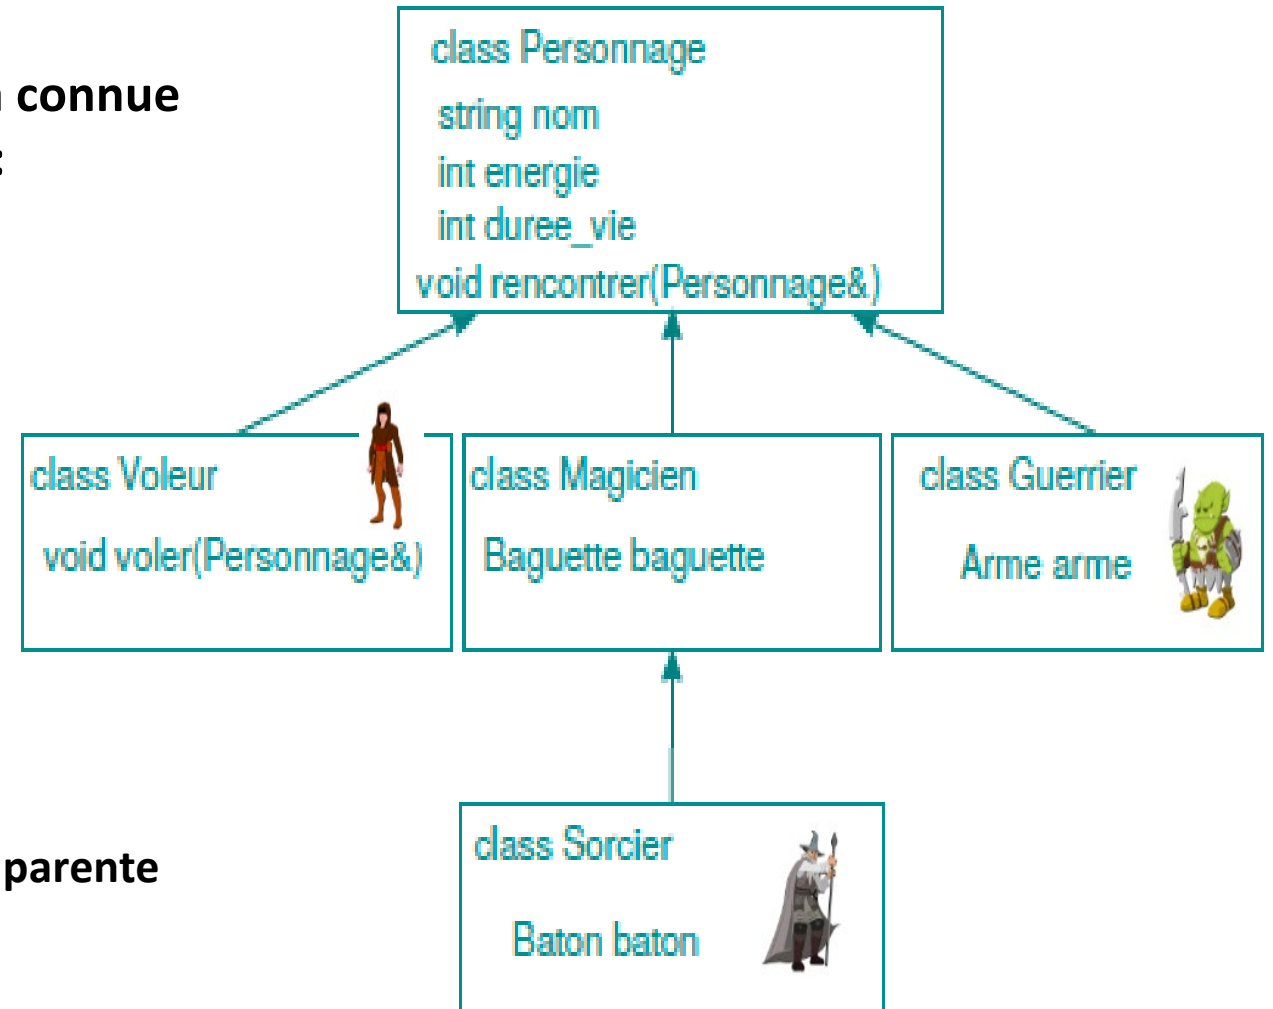 class Personnage
connue
string nom
:
int energie
int duree_vie
void rencontrer(Personnage&)
class Voleur
void voler(Personnage&)
class Magicien
Baguette baguette
class Guerrier
Arme arme
class Sorcier
parente
Baton baton